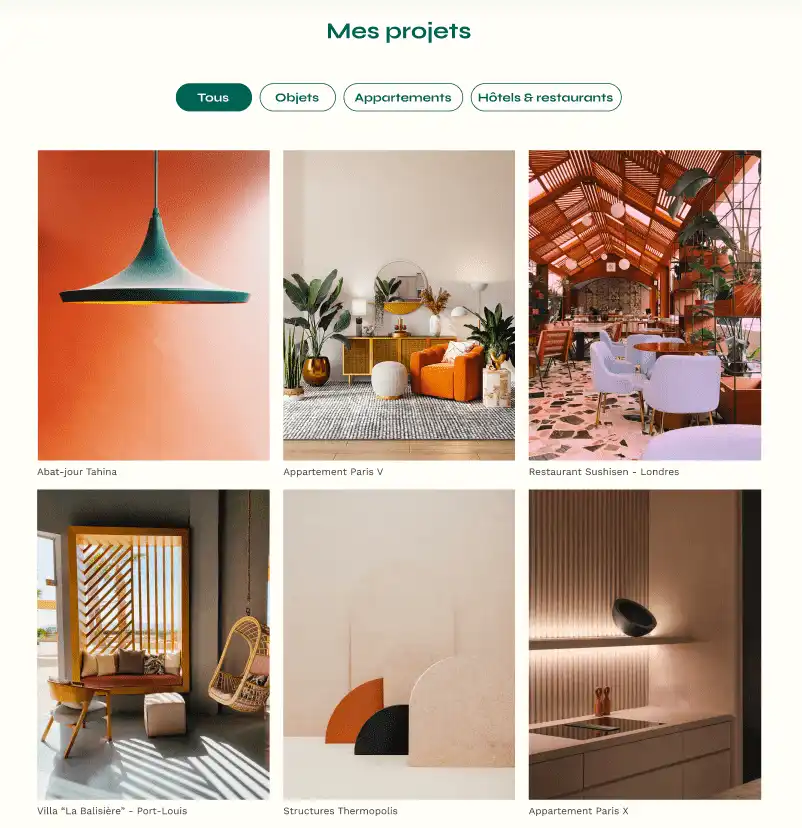 Mes projets
Tous
Objets
Appartements
Hôtels & restaurants
Abat-jour Tahina
Appartement Paris V
Restaurant Sushisen - Londres
Villa “La Balisière” - Port-Louis
Structures Thermopolis
Appartement Paris X